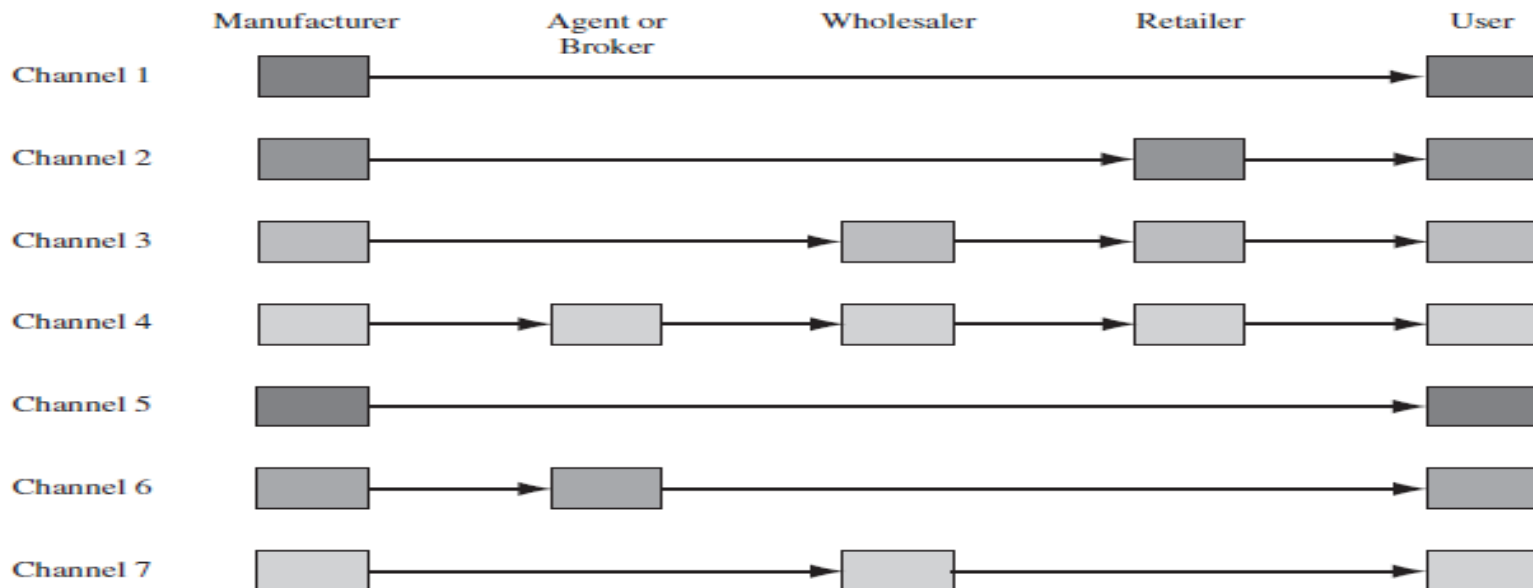 Manufacturer Agent or Wholesaler Retailer User
Broker
Channel 1
Channel 2
Channel 3
Channel 4
Channel 5
Channel 6
Channel 7